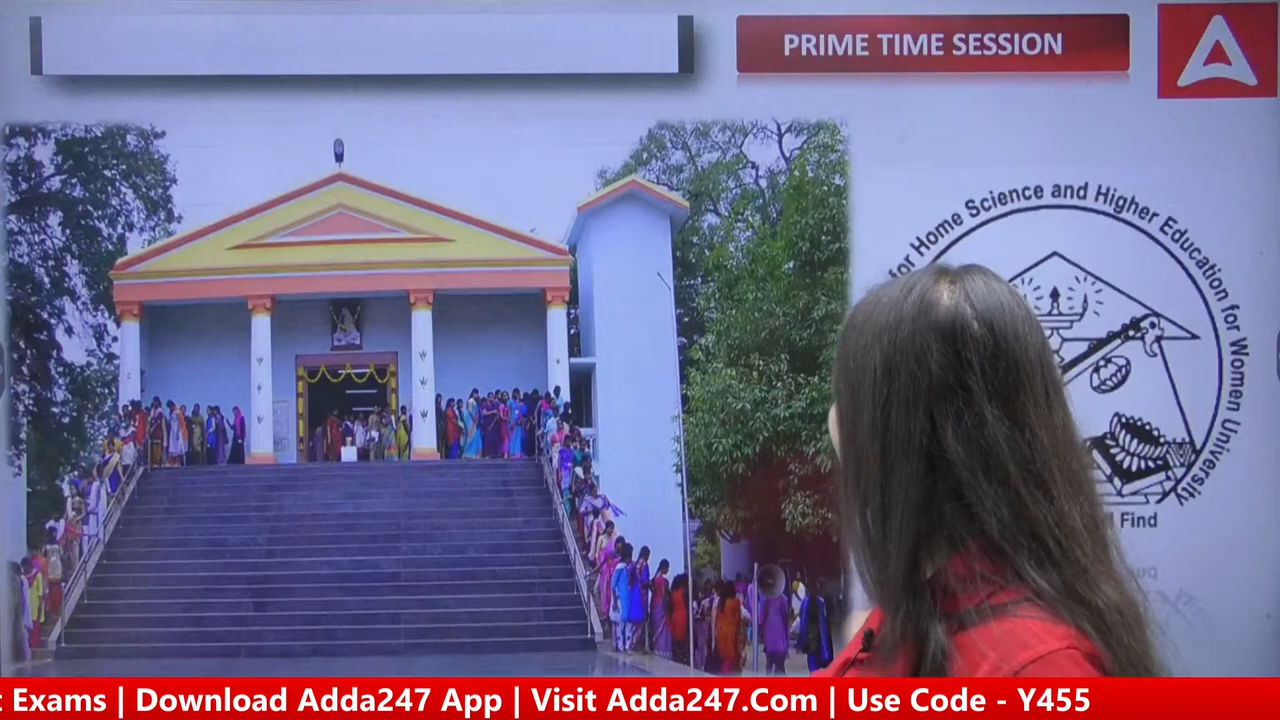 PRIME TIME SESSION
for Home Science and Higher Education for Women University
Find
Exams | Download Adda247 App | Visit Adda247.Com | Use Code - Y455